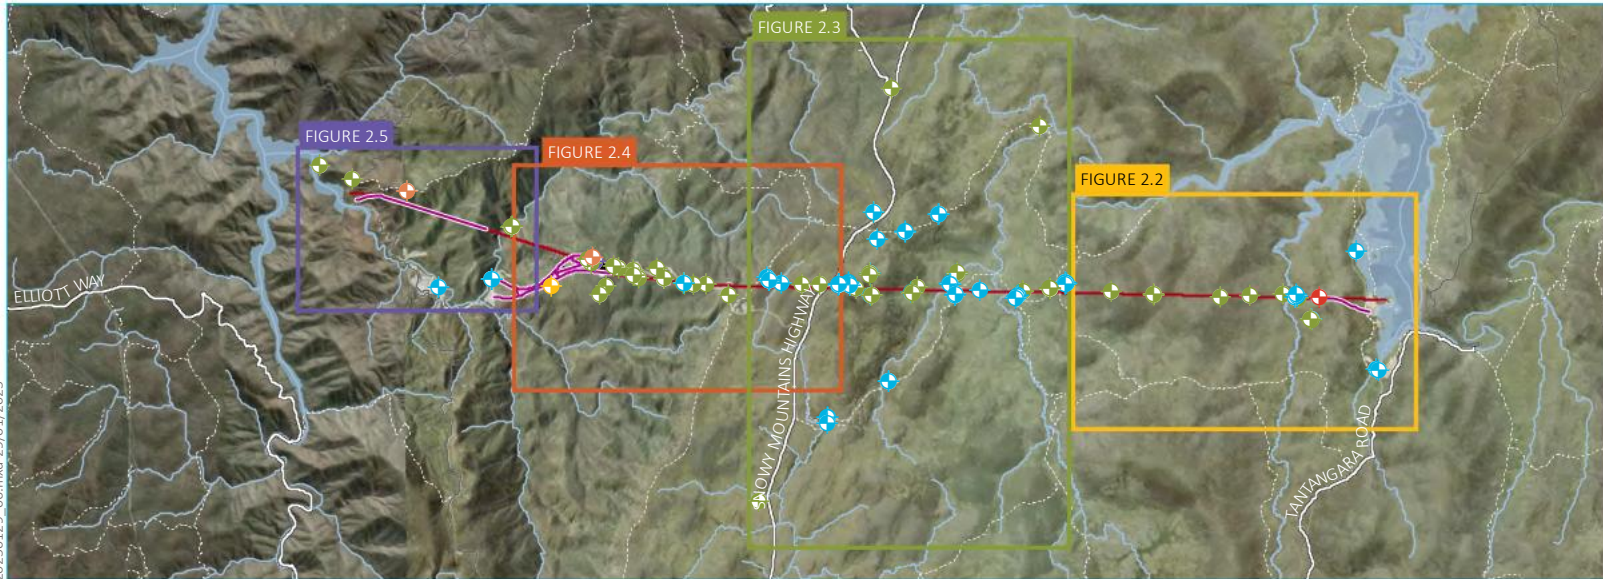 FIGURE 2.3
FIGURE 2.5
FIGURE 2.4
FIGURE 2.2
ELLIOTT WAY
SNOWY MOUNTAINS HIGHWAY
TANTANGARA ROAD